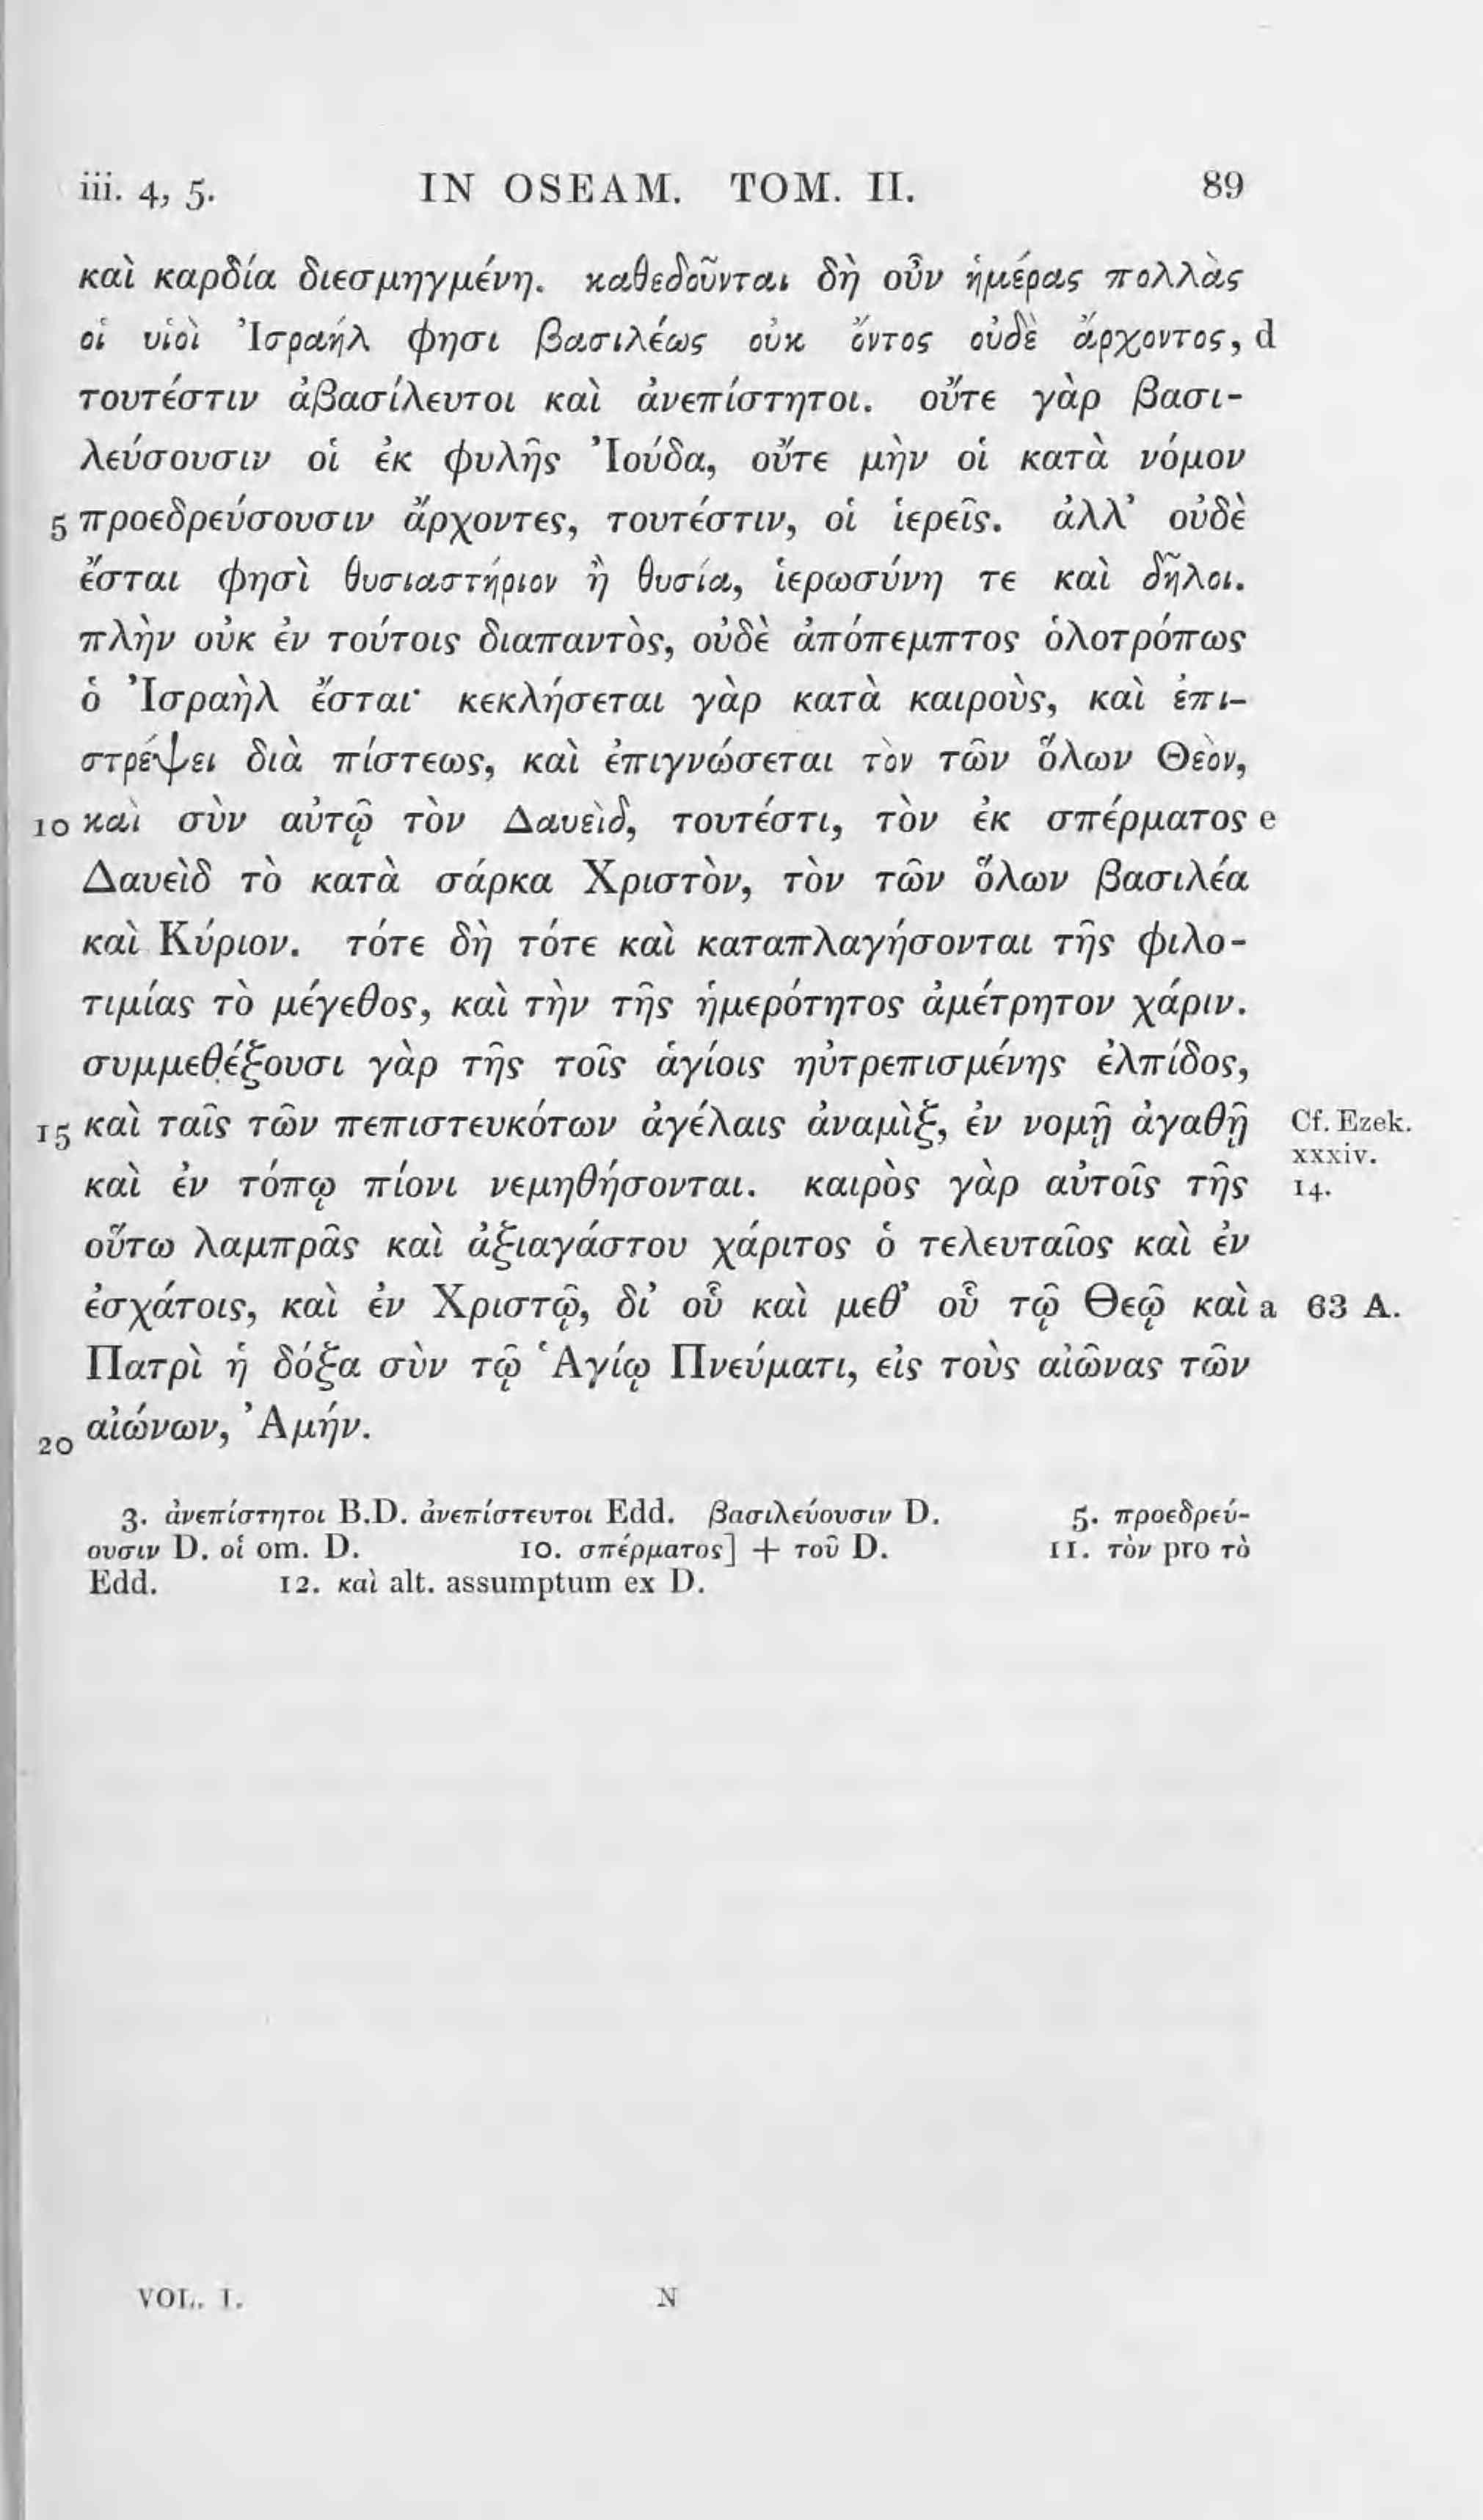 iii. 4, 5. IN OSEAM. TOM. II. 89
καὶ καρδία διεσμηγμένη. καθεδοῦνται δὴ οὖν ἡμέρας πολλὰς
οἱ υἱοὶ Ἰσραήλ φησι βασιλέως οὐκ ὄντος οὐδὲ ἄρχοντος, d
τουτέστιν ἀβασίλευτοι καὶ ἀνεπίστητοι. οὔτε γὰρ βασι-
λεύσουσιν οἱ ἐκ φυλῆς Ἰούδα, οὔτε μὴν οἱ κατὰ νόμον
5 προεδρεύσουσιν ἄρχοντες, τουτέστιν, οἱ ἱερεῖς. ἀλλ’ οὐδὲ
ἔσται φησὶ θυσιαστήριον ἢ θυσία, ἱερωσύνη τε καὶ δῆλοι.
πλὴν οὐκ ἐν τούτοις διαπαντὸς, οὐδὲ ἀπόπεμπτος ὁλοτρόπως
ὁ Ἰσραὴλ ἔσται· κεκλήσεται γὰρ κατὰ καιροὺς, καὶ ἐπι-
στρέψει διὰ πίστεως, καὶ ἐπιγνώσεται τὸν τῶν ὅλων Θεὸν,
10 καὶ σὺν αὐτῷ τὸν Δαυεὶδ, τουτέστι, τὸν ἐκ σπέρματος e
Δαυεὶδ τὸ κατὰ σάρκα Χριστὸν, τὸν τῶν ὅλων βασιλέα
καὶ Κύριον. τότε δὴ τότε καὶ καταπλαγήσονται τῆς φιλο-
τιμίας τὸ μέγεθος, καὶ τὴν τῆς ἡμερότητος ἀμέτρητον χάριν.
συμμεθέξουσι γὰρ τῆς τοῖς ἁγίοις ηὐτρεπισμένης ἐλπίδος,
15 καὶ ταῖς τῶν πεπιστευκότων ἀγέλαις ἀναμὶξ, ἐν νομῇ ἀγαθῇ Cf. Ezek.
xxxiv.
καὶ ἐν τόπῳ πίονι νεμηθήσονται. καιρὸς γὰρ αὐτοῖς τῆς 14.
οὕτω λαμπρᾶς καὶ ἀξιαγάστου χάριτος ὁ τελευταῖος καὶ ἐν
ἐσχάτοις, καὶ ἐν Χριστῷ, δι’ οὗ καὶ μεθ’ οὗ τῷ Θεῷ καὶ a 63 A.
Πατρὶ ἡ δόξα σὺν τῷ Ἁγίῳ Πνεύματι, εἰς τοὺς αἰῶνας τῶν
20 αἰώνων, Ἀμήν.
3. ἀνεπίστητοι B.D. ἀνεπίστευτοι Edd. βασιλεύουσιν D. 5. προεδρεύ-
ουσιν D. οἱ om. D. 10. σπέρματος] + τοῦ D. 11. τὸν pro τὸ
Edd. 12. καὶ alt. assumptum ex D.
VOL. I. N